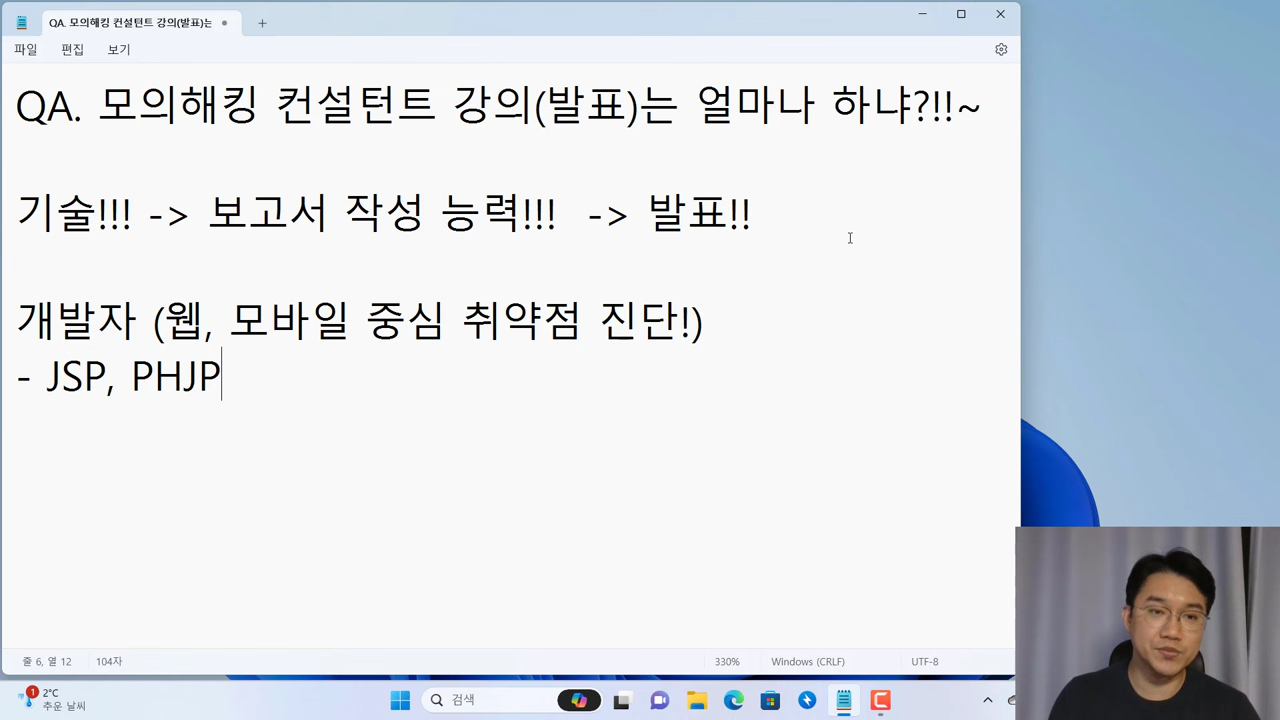 QA. 모의해킹 컨설턴트 강의(발표)는
파일 편집 보기
QA. 모의해킹 컨설턴트 강의(발표)는 얼마나 하냐?!!~
기술!!! -> 보고서 작성 능력!!! -> 발표!!
개발자 (웹, 모바일 중심 취약점 진단!)
- JSP, PHJP
줄 6, 열 12 104자 330% Windows (CRLF) UTF-8
1
2°C
추운 날씨
검색